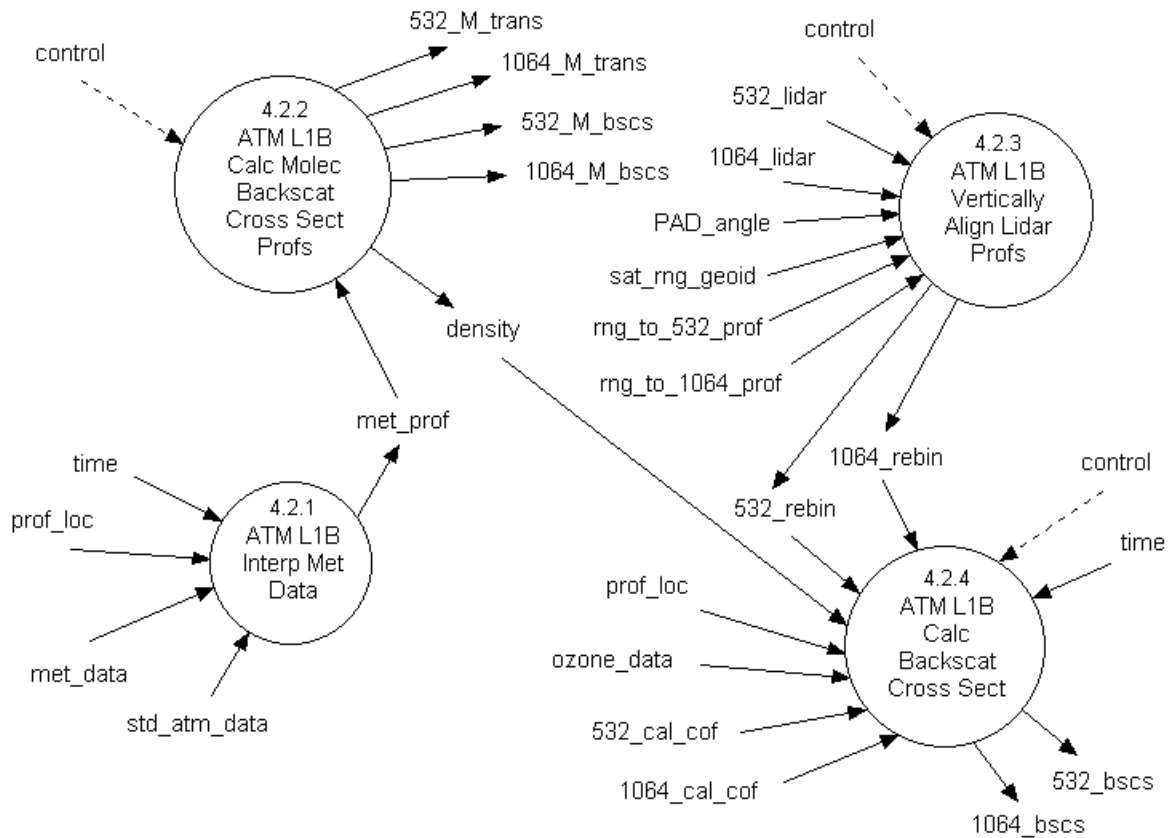 532_M_trans
control
1064_M_trans
532_M_bscs
1064_M_bscs
4.2.2
ATM L1B
Calc Molec
Backscat
Cross Sect
Profs
control
532_lidar
1064_lidar
PAD_angle
sat_rng_geoid
rng_to_532_prof
rng_to_1064_prof
4.2.3
ATM L1B
Vertically
Align Lidar
Profs
density
met_prof
time
prof_loc
met_data
std_atm_data
4.2.1
ATM L1B
Interp Met
Data
1064_rebin
532_rebin
control
time
prof_loc
ozone_data
532_cal_cof
1064_cal_cof
4.2.4
ATM L1B
Calc
Backscat
Cross Sect
532_bscs
1064_bscs